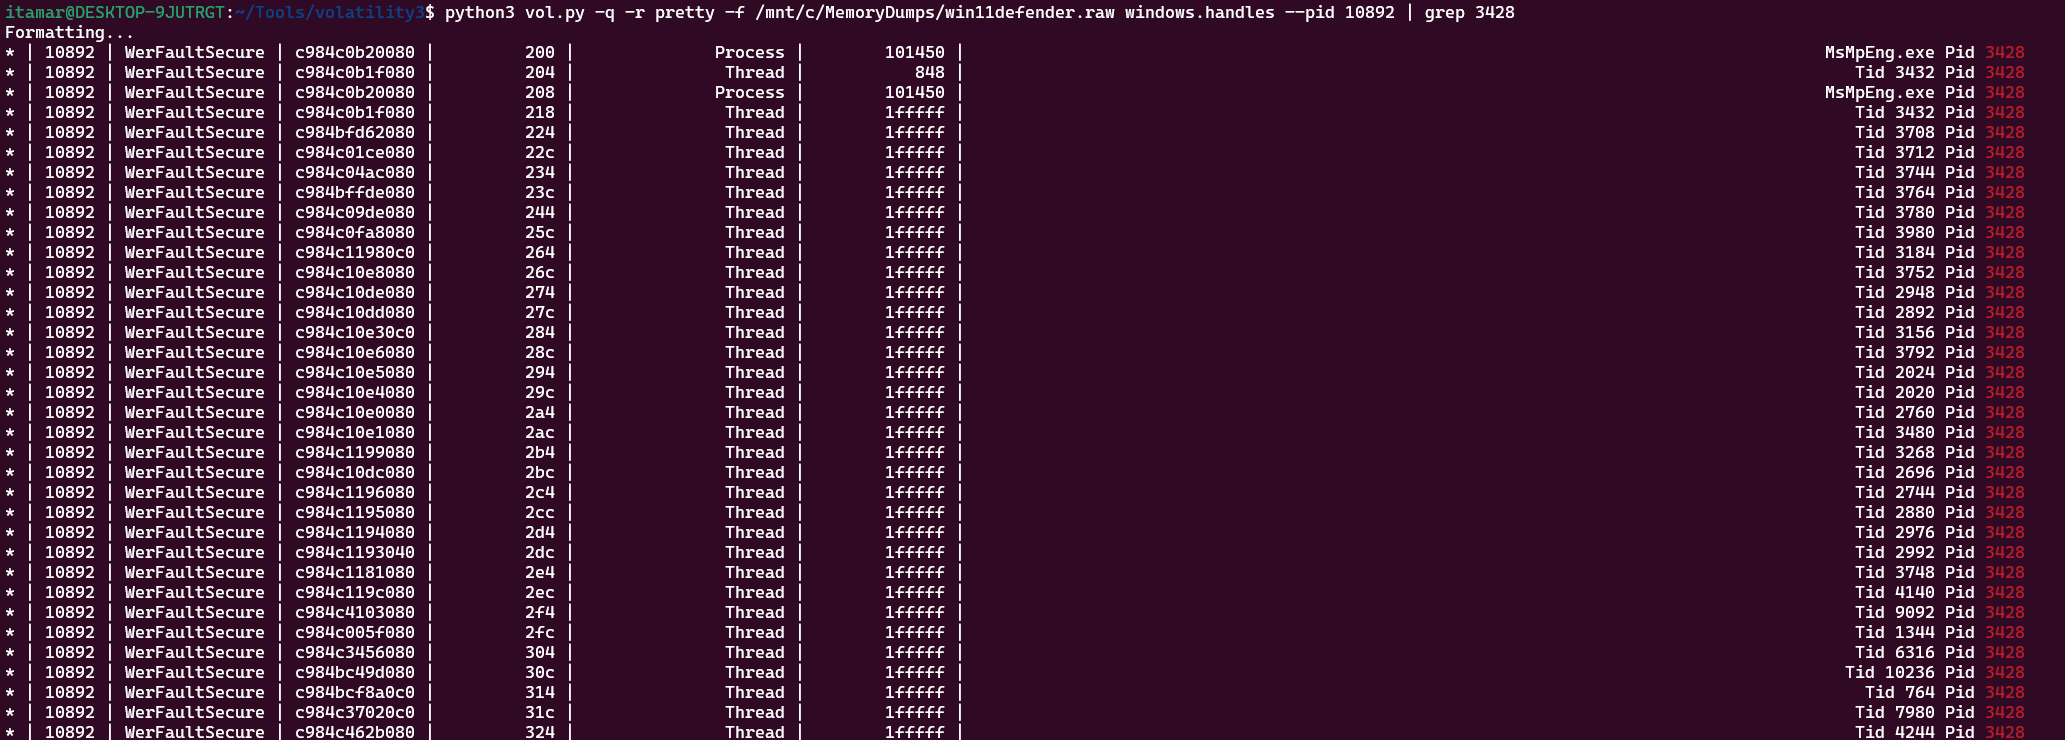 itamar@DESKTOP-9JUTRGT:~/Tools/volatility3$ python3 vol.py -q -r pretty -f /mnt/c/MemoryDumps/win11defender.raw windows.handles --pid 10892 | grep 3428
Formatting...
* | 10892 | WerFaultSecure | c984c0b20080 | 200 | Process | 101450 | MsMpEng.exe Pid 3428
* | 10892 | WerFaultSecure | c984c0b1f080 | 204 | Thread | 848 | Tid 3432 Pid 3428
* | 10892 | WerFaultSecure | c984c0b20080 | 208 | Process | 101450 | MsMpEng.exe Pid 3428
* | 10892 | WerFaultSecure | c984c0b1f080 | 218 | Thread | 1fffff | Tid 3432 Pid 3428
* | 10892 | WerFaultSecure | c984bfd62080 | 224 | Thread | 1fffff | Tid 3708 Pid 3428
* | 10892 | WerFaultSecure | c984c01ce080 | 22c | Thread | 1fffff | Tid 3712 Pid 3428
* | 10892 | WerFaultSecure | c984c04ac080 | 234 | Thread | 1fffff | Tid 3744 Pid 3428
* | 10892 | WerFaultSecure | c984bffde080 | 23c | Thread | 1fffff | Tid 3764 Pid 3428
* | 10892 | WerFaultSecure | c984c09de080 | 244 | Thread | 1fffff | Tid 3780 Pid 3428
* | 10892 | WerFaultSecure | c984c0fa8080 | 25c | Thread | 1fffff | Tid 3980 Pid 3428
* | 10892 | WerFaultSecure | c984c11980c0 | 264 | Thread | 1fffff | Tid 3184 Pid 3428
* | 10892 | WerFaultSecure | c984c10e8080 | 26c | Thread | 1fffff | Tid 3752 Pid 3428
* | 10892 | WerFaultSecure | c984c10de080 | 274 | Thread | 1fffff | Tid 2948 Pid 3428
* | 10892 | WerFaultSecure | c984c10dd080 | 27c | Thread | 1fffff | Tid 2892 Pid 3428
* | 10892 | WerFaultSecure | c984c10e30c0 | 284 | Thread | 1fffff | Tid 3156 Pid 3428
* | 10892 | WerFaultSecure | c984c10e6080 | 28c | Thread | 1fffff | Tid 3792 Pid 3428
* | 10892 | WerFaultSecure | c984c10e5080 | 294 | Thread | 1fffff | Tid 2024 Pid 3428
* | 10892 | WerFaultSecure | c984c10e4080 | 29c | Thread | 1fffff | Tid 2020 Pid 3428
* | 10892 | WerFaultSecure | c984c10e0080 | 2a4 | Thread | 1fffff | Tid 2760 Pid 3428
* | 10892 | WerFaultSecure | c984c10e1080 | 2ac | Thread | 1fffff | Tid 3480 Pid 3428
* | 10892 | WerFaultSecure | c984c1199080 | 2b4 | Thread | 1fffff | Tid 3268 Pid 3428
* | 10892 | WerFaultSecure | c984c10dc080 | 2bc | Thread | 1fffff | Tid 2696 Pid 3428
* | 10892 | WerFaultSecure | c984c1196080 | 2c4 | Thread | 1fffff | Tid 2744 Pid 3428
* | 10892 | WerFaultSecure | c984c1195080 | 2cc | Thread | 1fffff | Tid 2880 Pid 3428
* | 10892 | WerFaultSecure | c984c1194080 | 2d4 | Thread | 1fffff | Tid 2976 Pid 3428
* | 10892 | WerFaultSecure | c984c1193040 | 2dc | Thread | 1fffff | Tid 2992 Pid 3428
* | 10892 | WerFaultSecure | c984c1181080 | 2e4 | Thread | 1fffff | Tid 3748 Pid 3428
* | 10892 | WerFaultSecure | c984c119c080 | 2ec | Thread | 1fffff | Tid 4140 Pid 3428
* | 10892 | WerFaultSecure | c984c4103080 | 2f4 | Thread | 1fffff | Tid 9092 Pid 3428
* | 10892 | WerFaultSecure | c984c005f080 | 2fc | Thread | 1fffff | Tid 1344 Pid 3428
* | 10892 | WerFaultSecure | c984c3456080 | 304 | Thread | 1fffff | Tid 6316 Pid 3428
* | 10892 | WerFaultSecure | c984bc49d080 | 30c | Thread | 1fffff | Tid 10236 Pid 3428
* | 10892 | WerFaultSecure | c984bcf8a0c0 | 314 | Thread | 1fffff | Tid 764 Pid 3428
* | 10892 | WerFaultSecure | c984c37020c0 | 31c | Thread | 1fffff | Tid 7980 Pid 3428
* | 10892 | WerFaultSecure | c984c462b080 | 324 | Thread | 1fffff | Tid 4244 Pid 3428